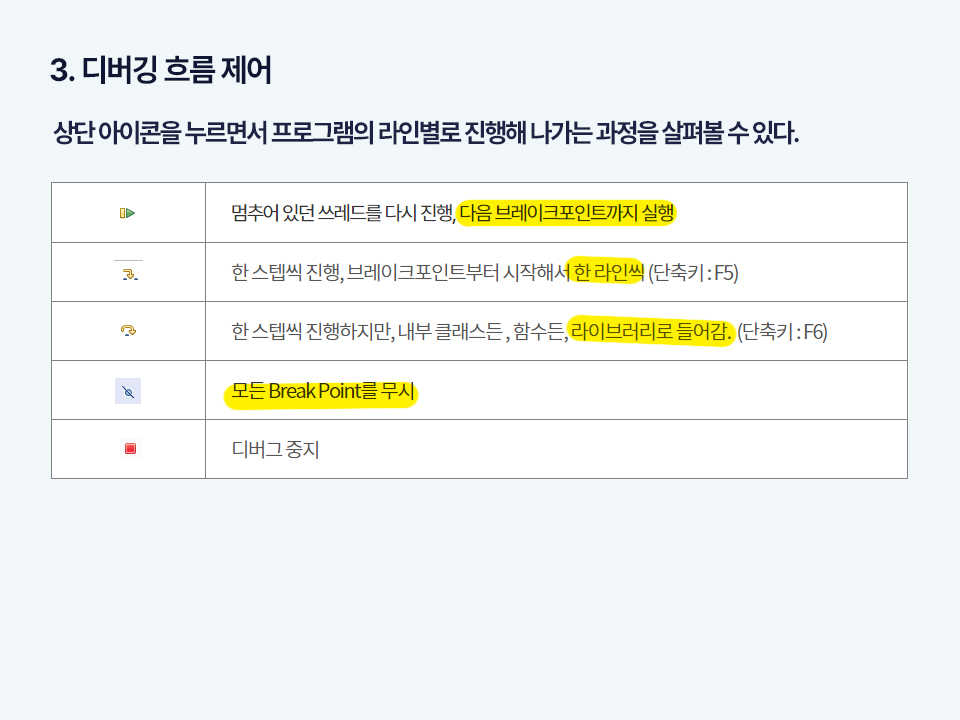 3. 디버깅 흐름 제어
상단 아이콘을 누르면서 프로그램의 라인별로 진행해 나가는 과정을 살펴볼 수 있다.
멈추어 있던 쓰레드를 다시 진행, 다음 브레이크포인트까지 실행
한 스텝씩 진행, 브레이크포인트부터 시작해서 한 라인씩 (단축키 : F5)
한 스텝씩 진행하지만, 내부 클래스든 , 함수든, 라이브러리로 들어감. (단축키 : F6)
모든 Break Point를 무시
디버그 중지